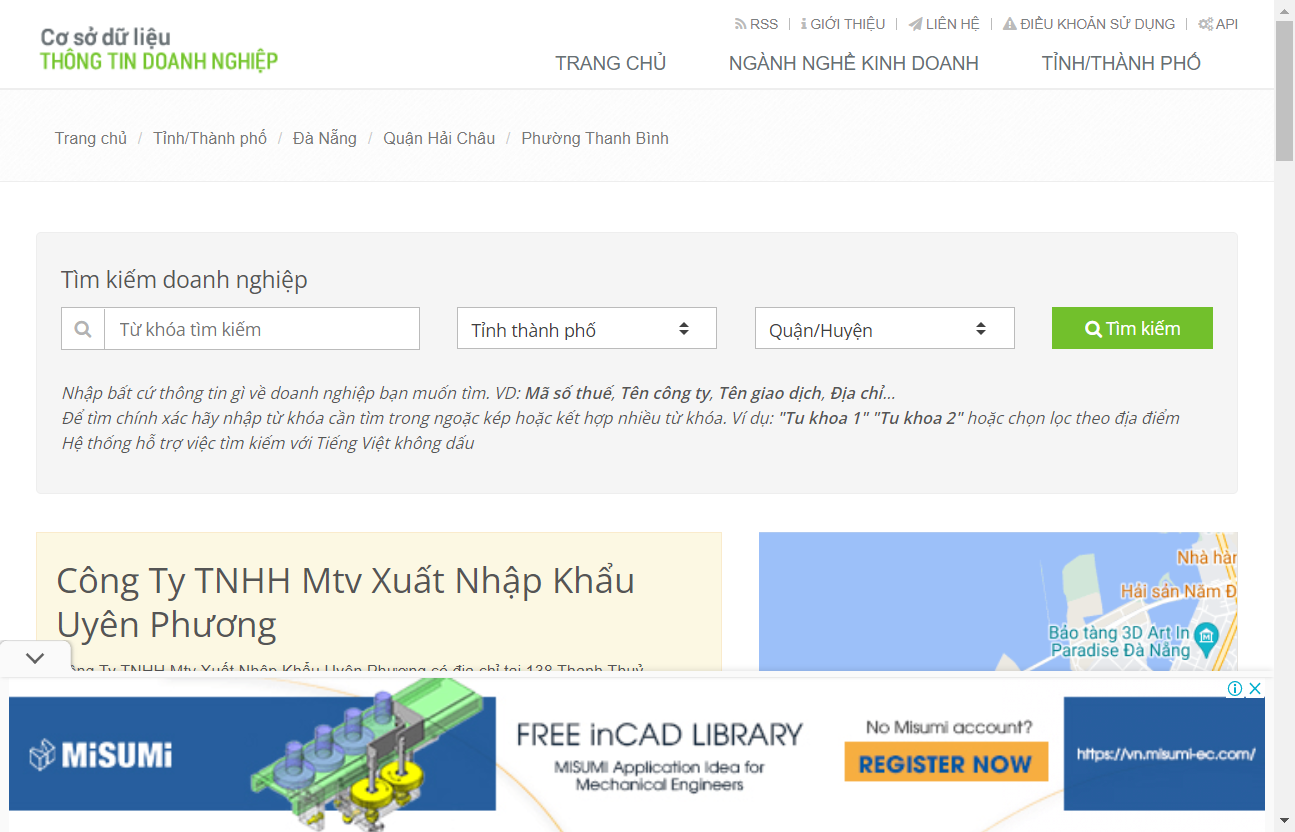 Cơ sở dữ liệu
THÔNG TIN DOANH NGHIỆP
RSS
GIỚI THIỆU
LIÊN HỆ
ĐIỀU KHOẢN SỬ DỤNG
API
TRANG CHỦ
NGÀNH NGHỀ KINH DOANH
TỈNH/THÀNH PHỐ
Trang chủ / Tỉnh/Thành phố / Đà Nẵng / Quận Hải Châu / Phường Thanh Bình
Tìm kiếm doanh nghiệp
Từ khóa tìm kiếm
Tỉnh thành phố
Quận/Huyện
Tìm kiếm
Nhập bất cứ thông tin gì về doanh nghiệp bạn muốn tìm. VD: Mã số thuế, Tên công ty, Tên giao dịch, Địa chỉ...
Để tìm chính xác hãy nhập từ khóa cần tìm trong ngoặc kép hoặc kết hợp nhiều từ khóa. Ví dụ: "Tu khoa 1" "Tu khoa 2" hoặc chọn lọc theo địa điểm
Hệ thống hỗ trợ việc tìm kiếm với Tiếng Việt không dấu
Công Ty TNHH Mtv Xuất Nhập Khẩu
Uyên Phương
Ty TNHH Mtv Xuất Nhập Khẩu Uyên Phương có địa chỉ tại 138 Thanh Thuỷ
Nhà hàn
Hải sản Năm Đ
Bảo tàng 3D Art In
Paradise Đà Nẵng
MiSUMi
FREE inCAD LIBRARY
MISUMI Application Idea for
Mechanical Engineers
No Misumi account?
REGISTER NOW
https://vn.misumi-ec.com/